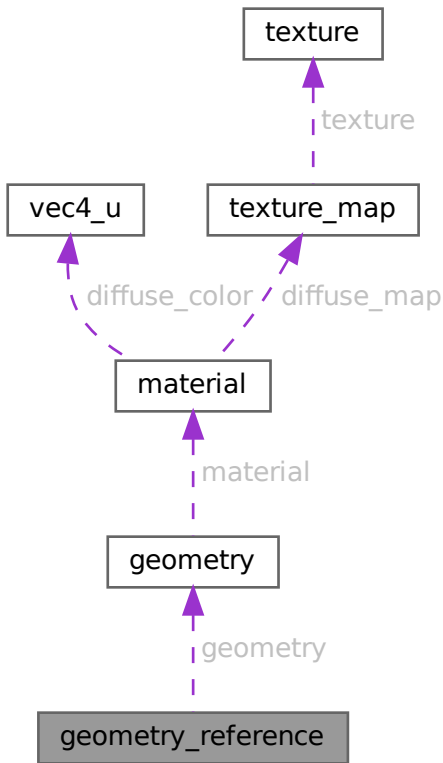 texture
texture
vec4_u
texture_map
diffuse_color
diffuse_map
material
material
geometry
geometry
geometry_reference